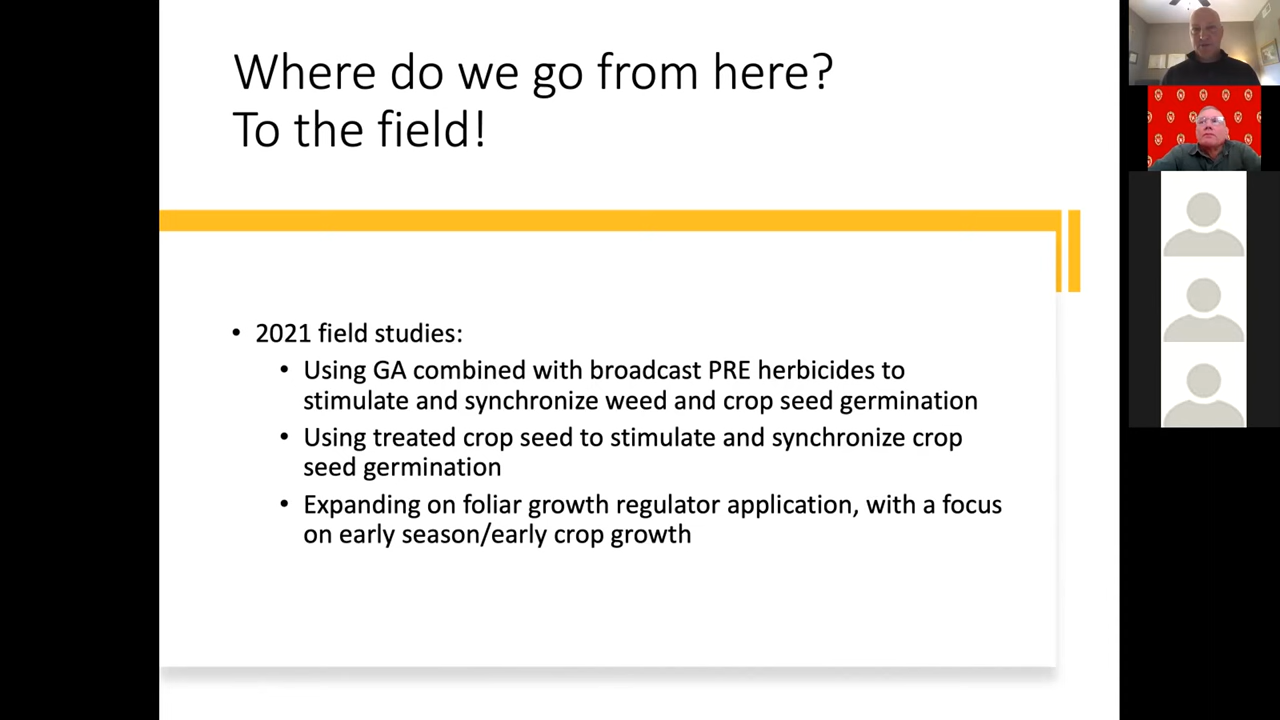 Where do we go from here?
To the field!
• 2021 field studies:
• Using GA combined with broadcast PRE herbicides to
stimulate and synchronize weed and crop seed germination
• Using treated crop seed to stimulate and synchronize crop
seed germination
• Expanding on foliar growth regulator application, with a focus
on early season/early crop growth